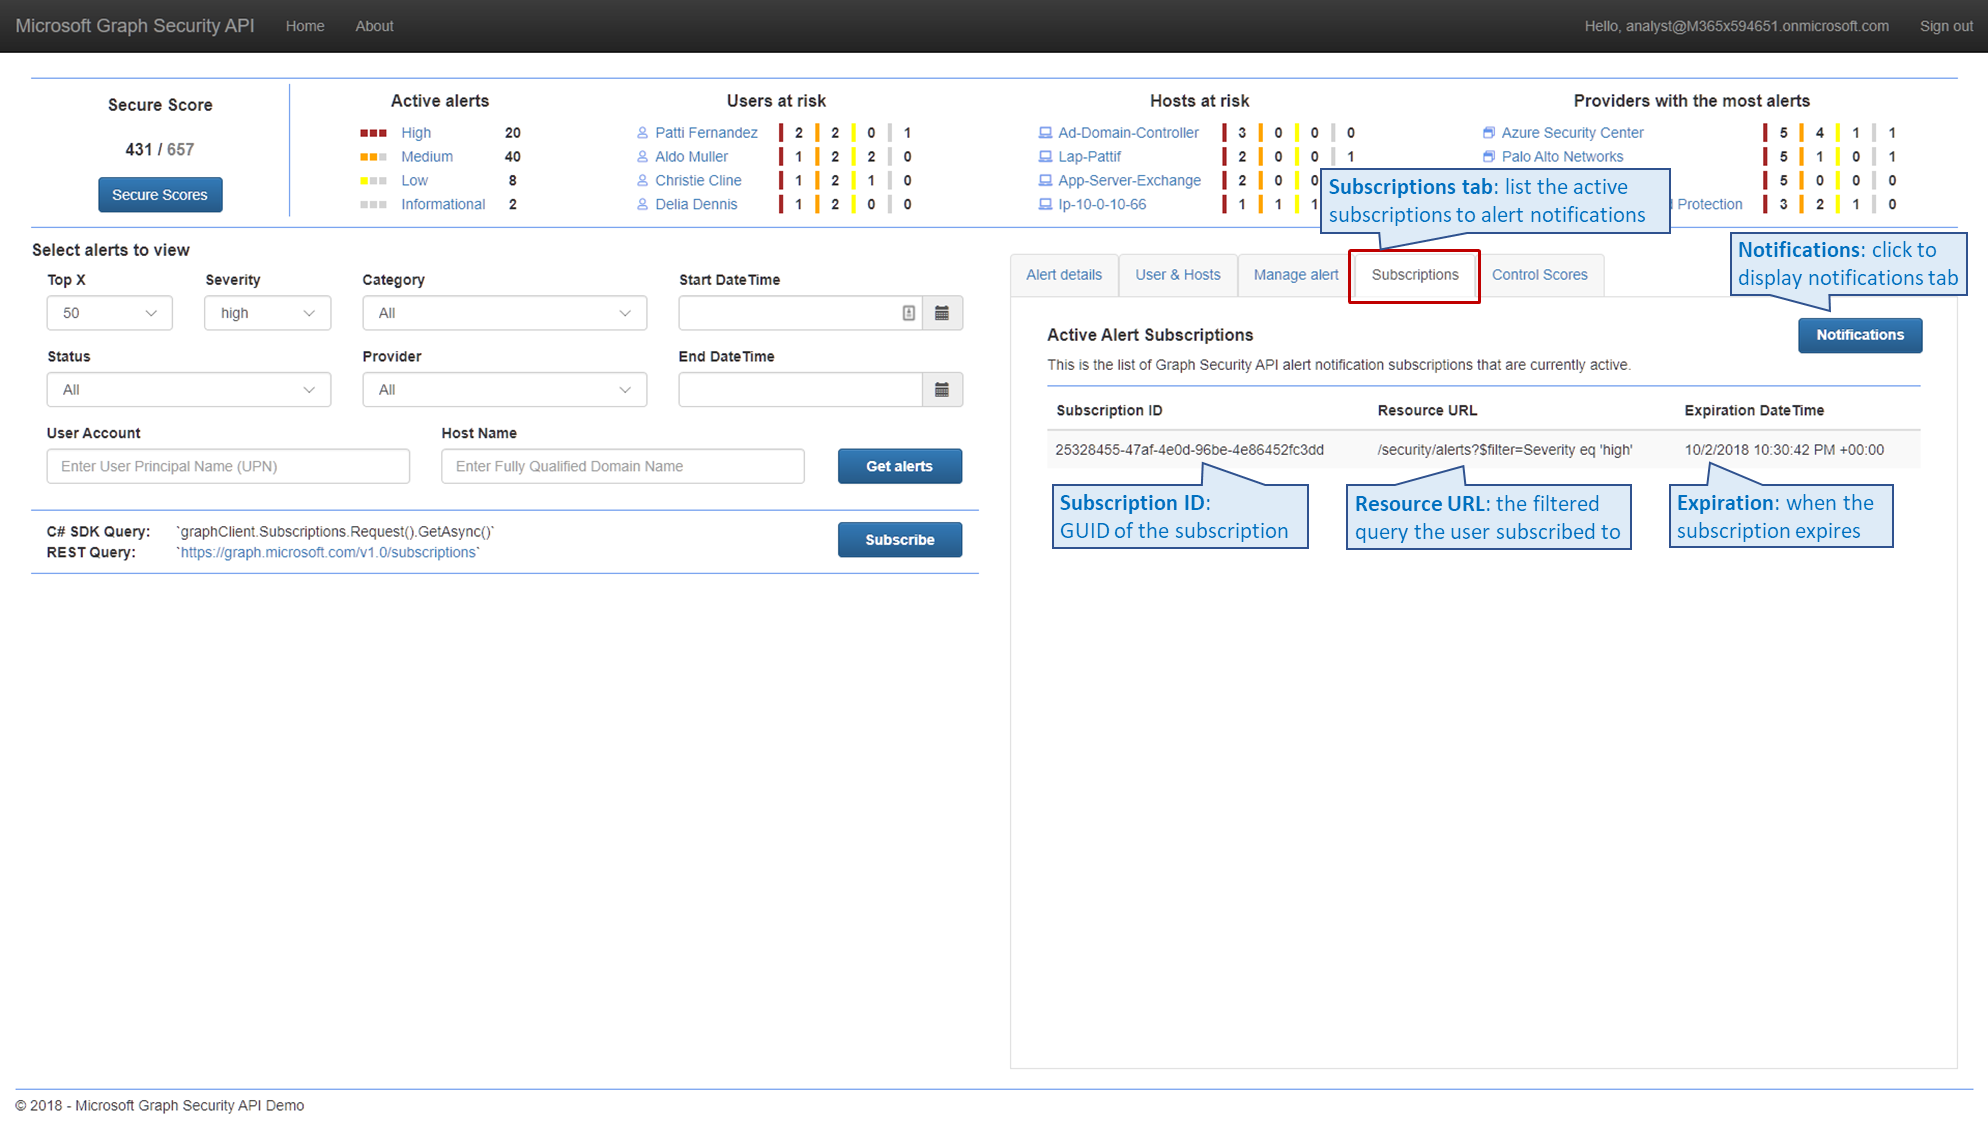 Microsoft Graph Security API Home About Hello, analyst@M365x594651.onmicrosoft.com Sign out
Secure Score
431 / 657
Secure Scores
Active alerts
High 20
Medium 40
Low 8
Informational 2
Users at risk
Patti Fernandez 2 2 0 1
Aldo Muller 1 2 2 0
Christie Cline 1 2 1 0
Delia Dennis 1 2 0 0
Hosts at risk
Ad-Domain-Controller 3 0 0 0
Lap-Pattif 2 0 0 1
App-Server-Exchange 2 0 0
Ip-10-0-10-66 1 1 1
Providers with the most alerts
Azure Security Center 5 4 1 1
Palo Alto Networks 5 1 0 1
5 0 0 0
Protection 3 2 1 0
Subscriptions tab: list the active
subscriptions to alert notifications
Notifications: click to
display notifications tab
Select alerts to view
Top X Severity Category Start DateTime
50 high All
Status Provider End DateTime
All All
User Account Host Name
Enter User Principal Name (UPN) Enter Fully Qualified Domain Name Get alerts
C# SDK Query: `graphClient.Subscriptions.Request().GetAsync()`
REST Query: `https://graph.microsoft.com/v1.0/subscriptions`
Subscribe
Alert details User & Hosts Manage alert Subscriptions Control Scores
Active Alert Subscriptions
Notifications
This is the list of Graph Security API alert notification subscriptions that are currently active.
Subscription ID Resource URL Expiration DateTime
25328455-47af-4e0d-96be-4e86452fc3dd /security/alerts?$filter=Severity eq 'high' 10/2/2018 10:30:42 PM +00:00
Subscription ID:
GUID of the subscription
Resource URL: the filtered
query the user subscribed to
Expiration: when the
subscription expires
© 2018 - Microsoft Graph Security API Demo